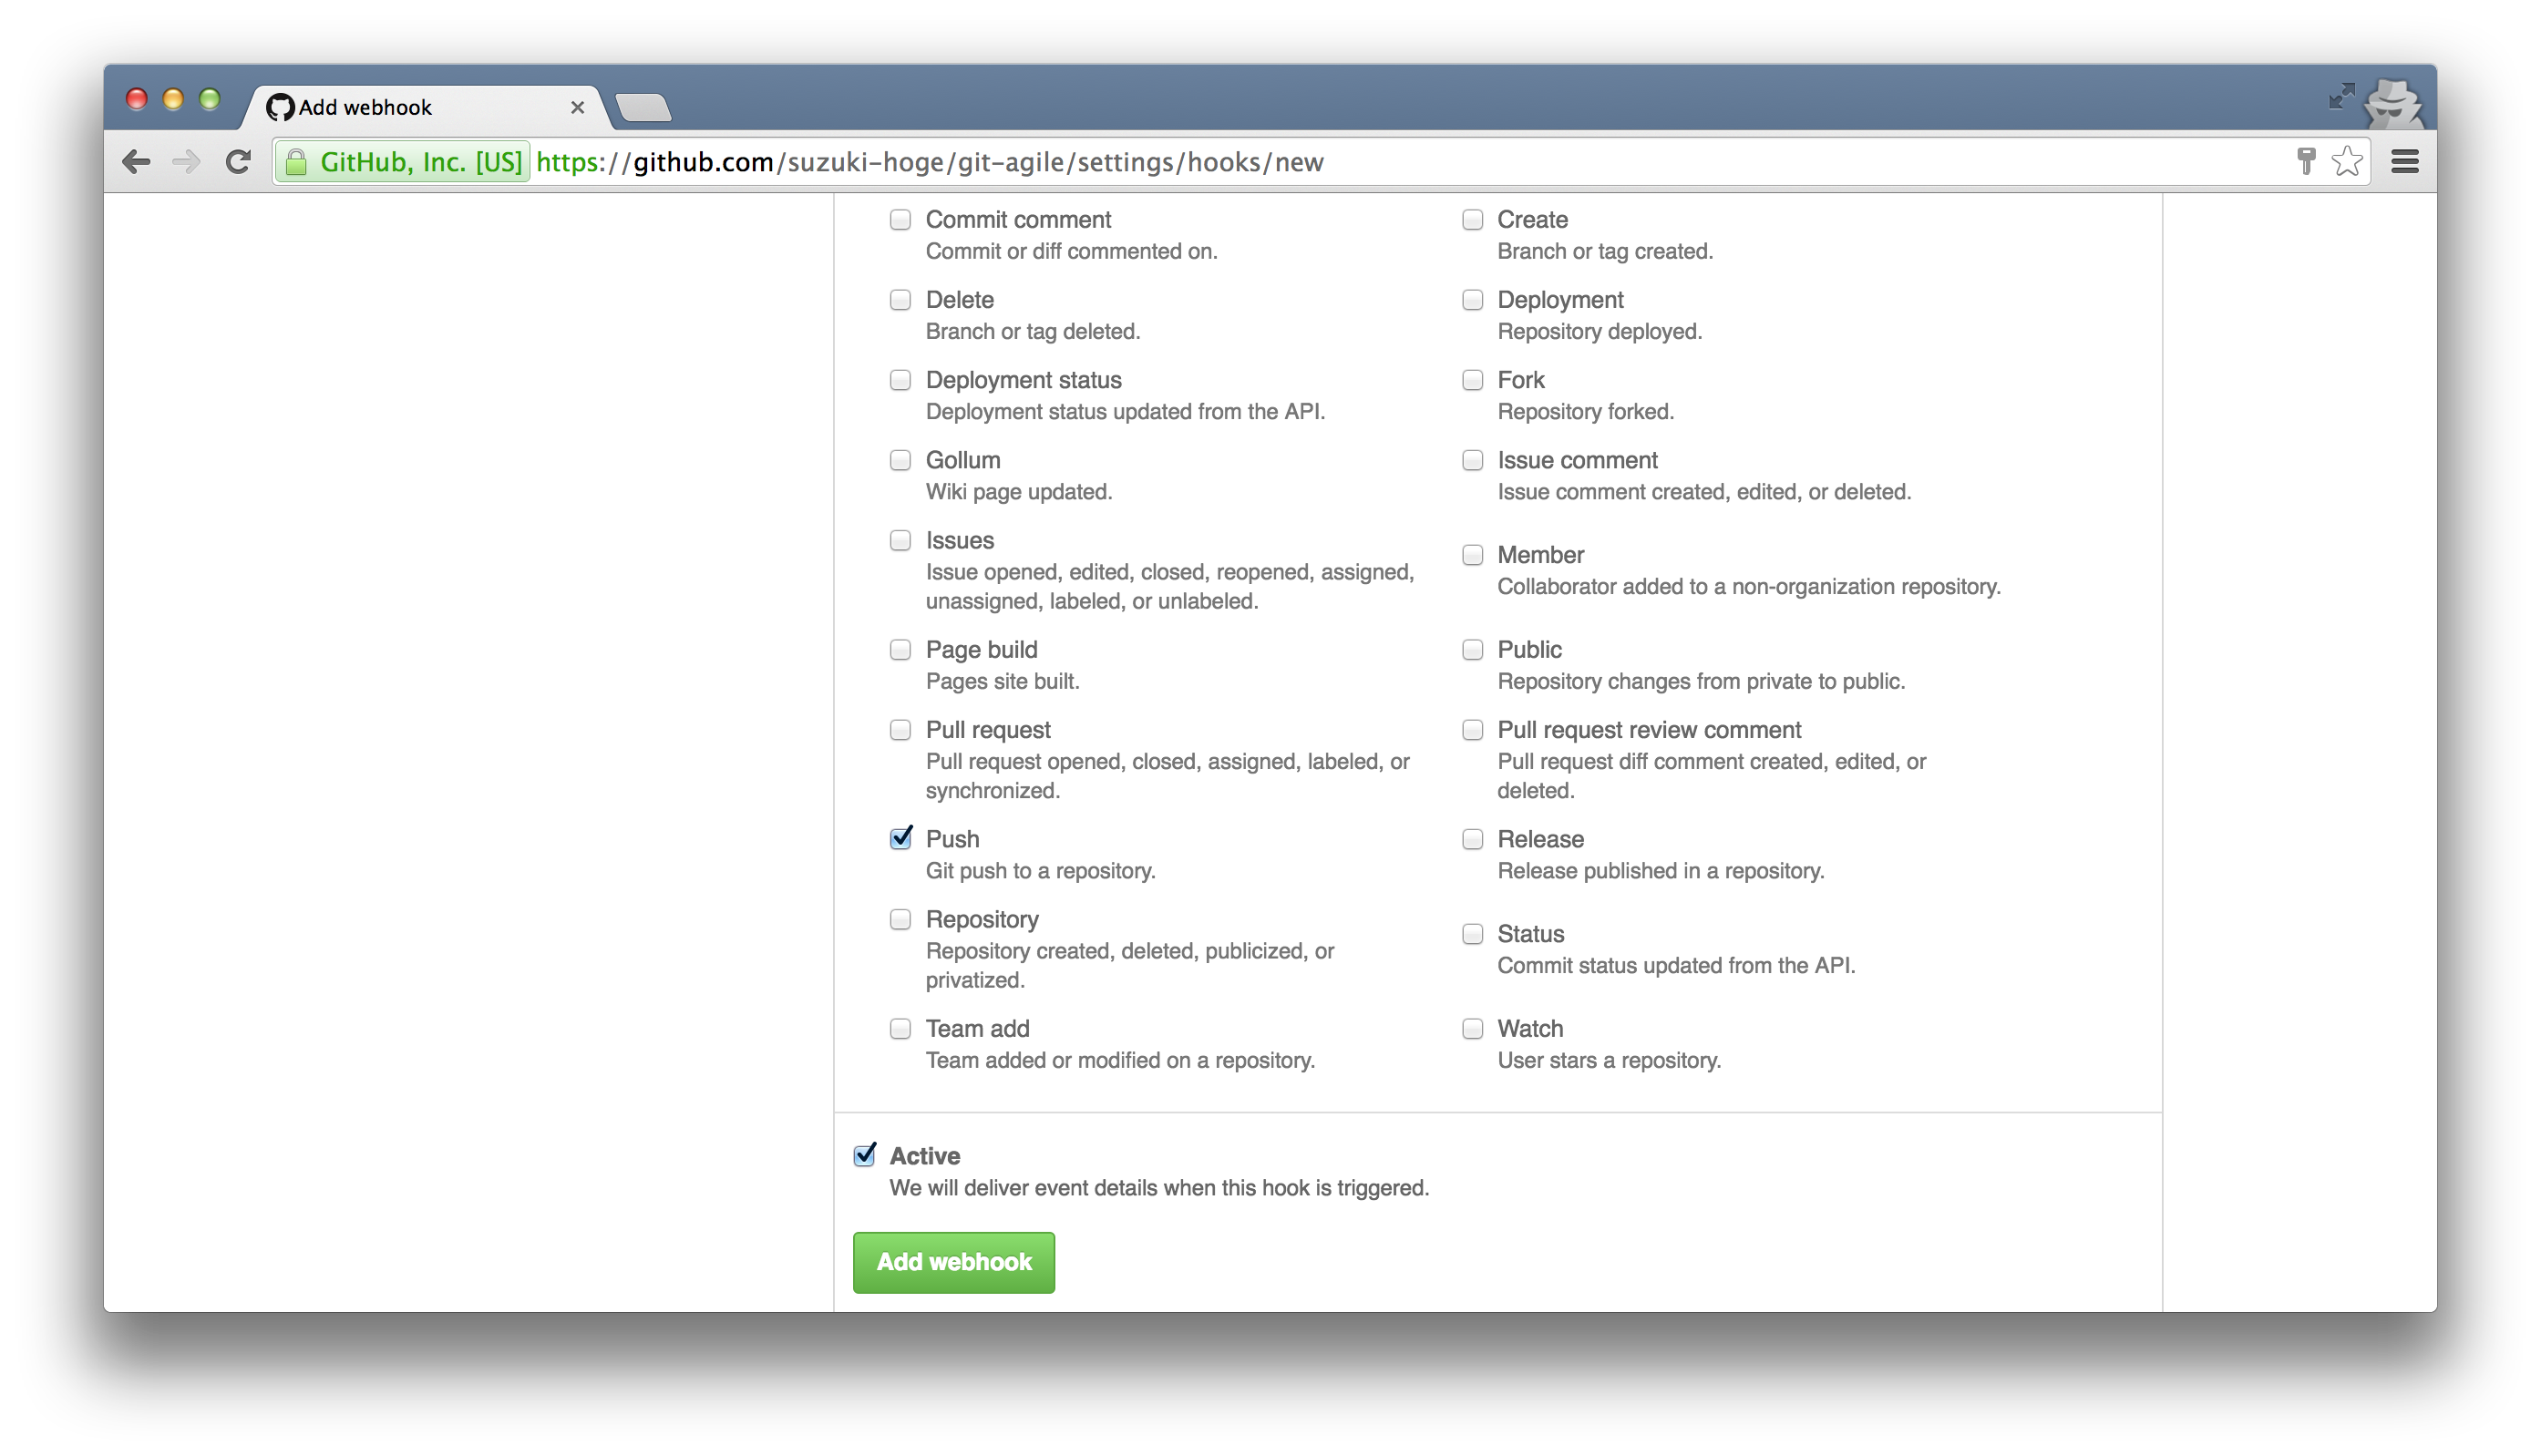 Add webhook
GitHub, Inc. [US] https://github.com/suzuki-hoge/git-agile/settings/hooks/new
Commit comment
Commit or diff commented on.
Create
Branch or tag created.
Delete
Branch or tag deleted.
Deployment
Repository deployed.
Deployment status
Deployment status updated from the API.
Fork
Repository forked.
Gollum
Wiki page updated.
Issue comment
Issue comment created, edited, or deleted.
Issues
Issue opened, edited, closed, reopened, assigned,
unassigned, labeled, or unlabeled.
Member
Collaborator added to a non-organization repository.
Page build
Pages site built.
Public
Repository changes from private to public.
Pull request
Pull request opened, closed, assigned, labeled, or
synchronized.
Pull request review comment
Pull request diff comment created, edited, or
deleted.
Push
Git push to a repository.
Release
Release published in a repository.
Repository
Repository created, deleted, publicized, or
privatized.
Status
Commit status updated from the API.
Team add
Team added or modified on a repository.
Watch
User stars a repository.
Active
We will deliver event details when this hook is triggered.
Add webhook